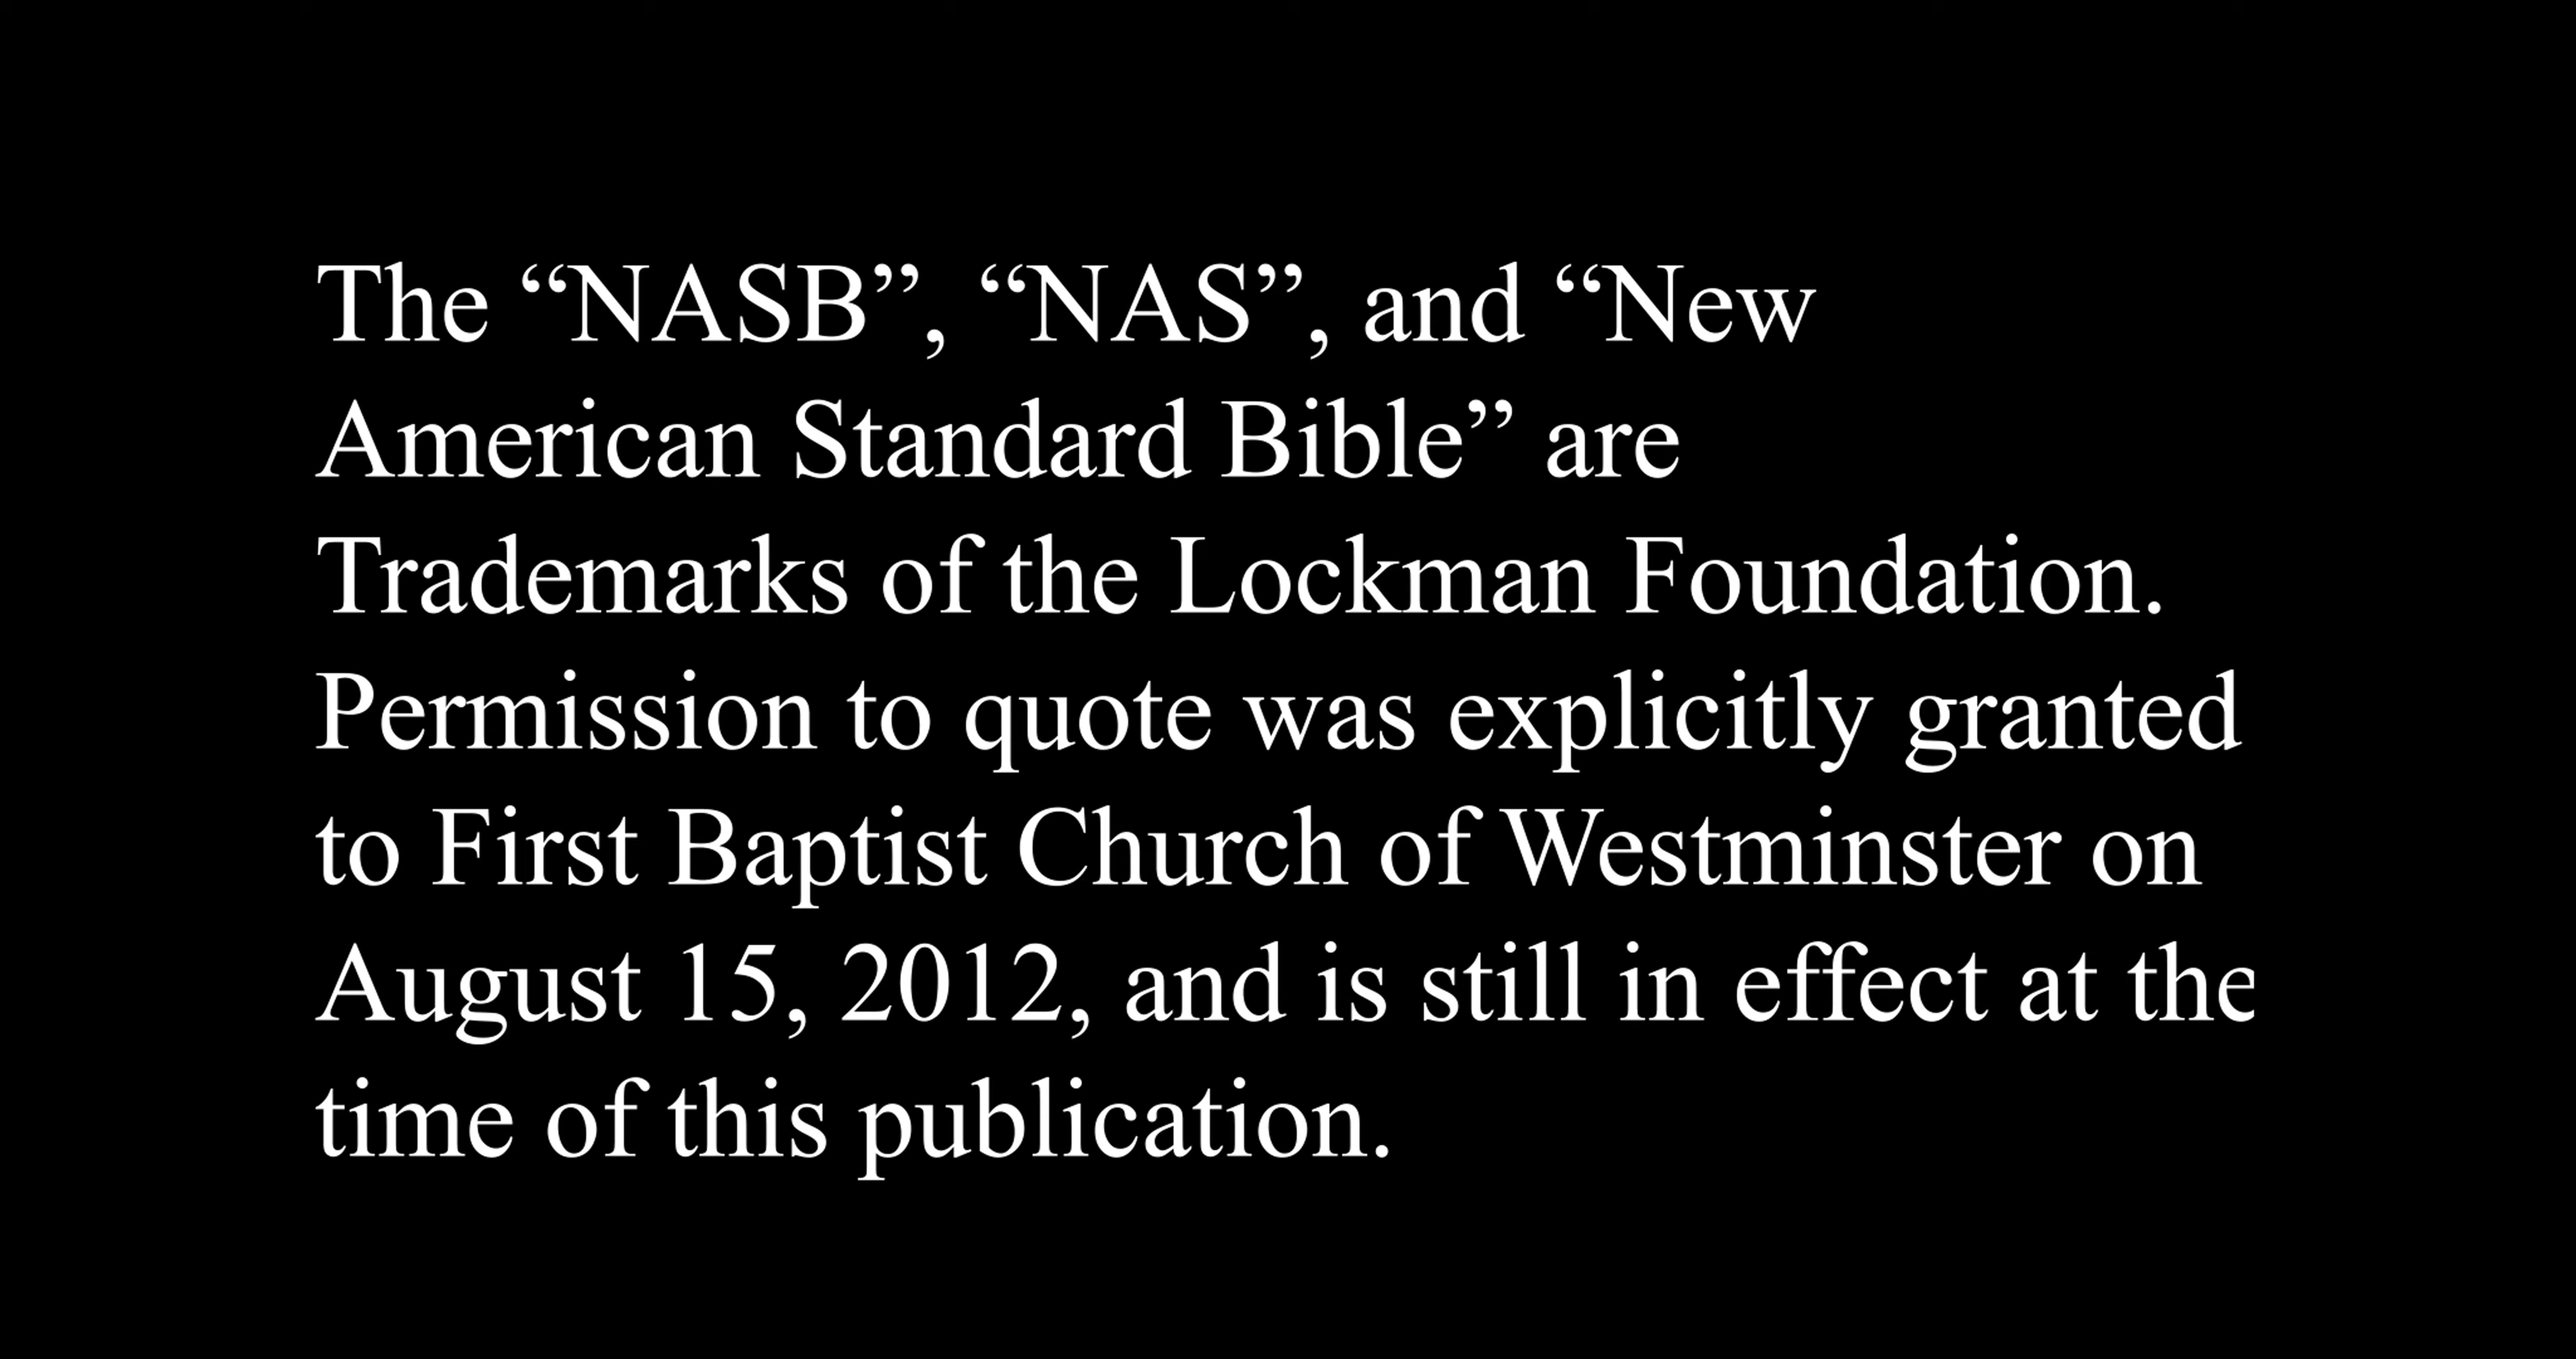 The “NASB”, “NAS”, and “New
American Standard Bible” are
Trademarks of the Lockman Foundation.
Permission to quote was explicitly granted
to First Baptist Church of Westminster on
August 15, 2012, and is still in effect at the
time of this publication.